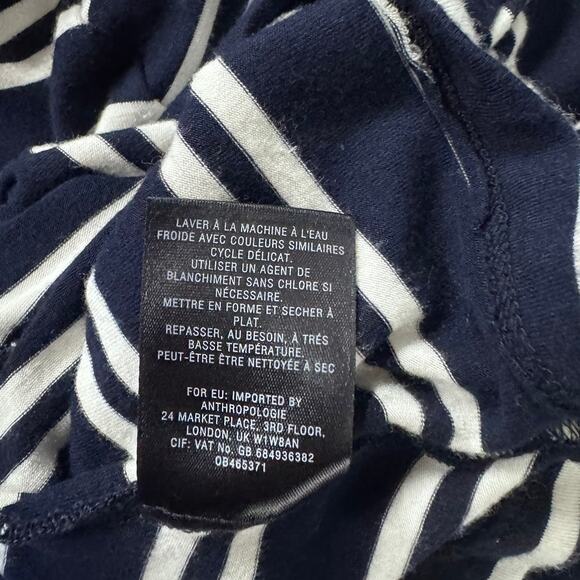 LAVER À LA MACHINE À L'EAU
FROIDE AVEC COULEURS SIMILAIRES
CYCLE DÉLICAT.
UTILISER UN AGENT DE
BLANCHIMENT SANS CHLORE SI
NÉCESSAIRE.
METTRE EN FORME ET SECHER À
PLAT.
REPASSER, AU BESOIN, À TRÉS
BASSE TEMPÉRATURE.
PEUT-ÊTRE ÊTRE NETTOYÉE À SEC
FOR EU: IMPORTED BY
ANTHROPOLOGIE
24 MARKET PLACE, 3RD FLOOR,
LONDON, UK W1W8AN
CIF: VAT No. GB 684936382
OB465371